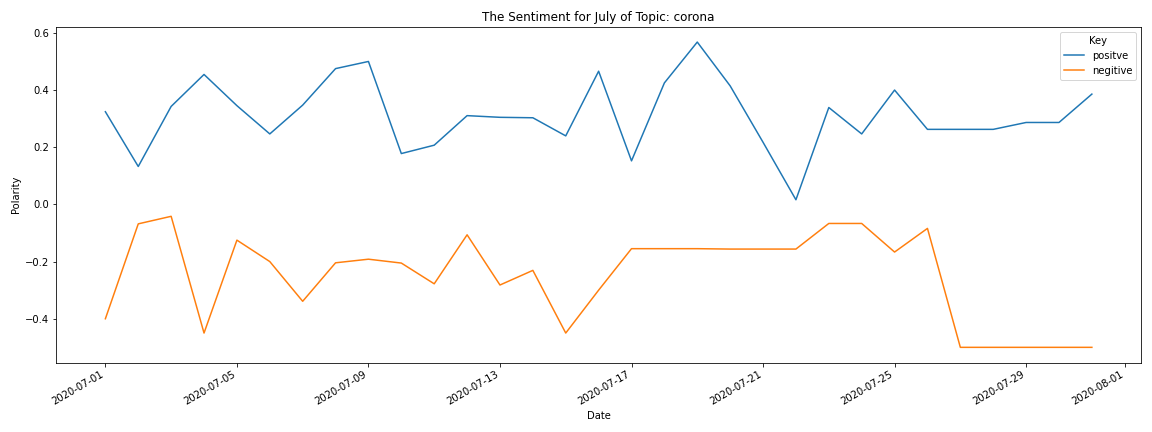 The Sentiment for July of Topic: corona
Key
positve
negitive
Polarity
0.6
0.4
0.2
0.0
−0.2
−0.4
2020-07-01
2020-07-05
2020-07-09
2020-07-13
2020-07-17
2020-07-21
2020-07-25
2020-07-29
2020-08-01
Date